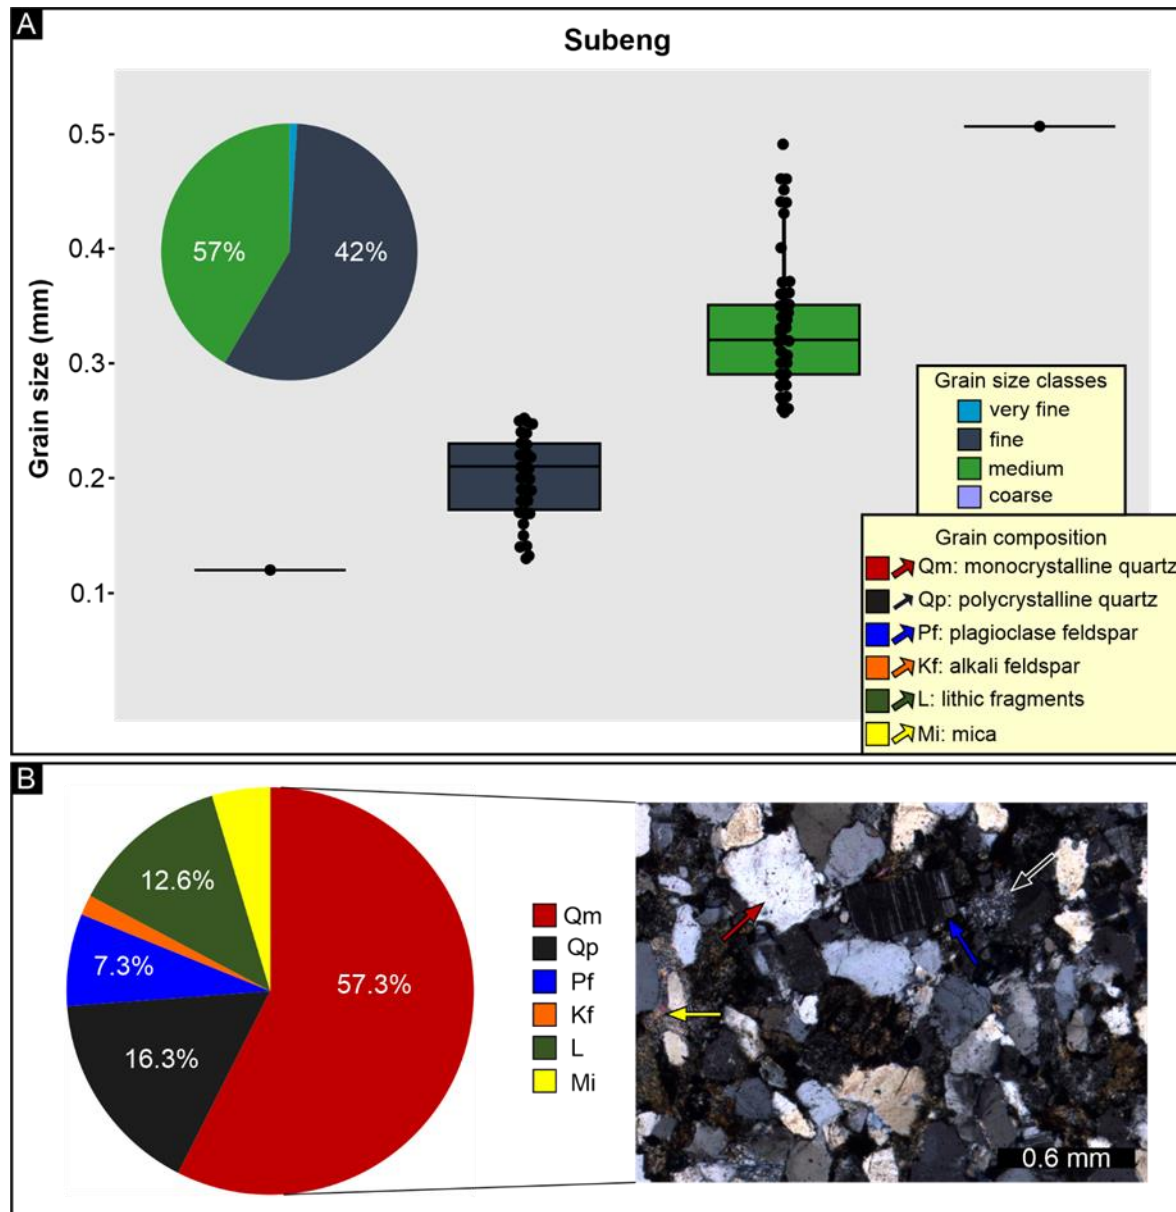 A
Subeng
Grain size (mm)
0.5
0.4
0.3
0.2
0.1
57%
42%
Grain size classes
very fine
fine
medium
coarse
Grain composition
Qm: monocrystalline quartz
Qp: polycrystalline quartz
Pf: plagioclase feldspar
Kf: alkali feldspar
L: lithic fragments
Mi: mica
B
12.6%
7.3%
57.3%
16.3%
Qm
Qp
Pf
Kf
L
Mi
0.6 mm